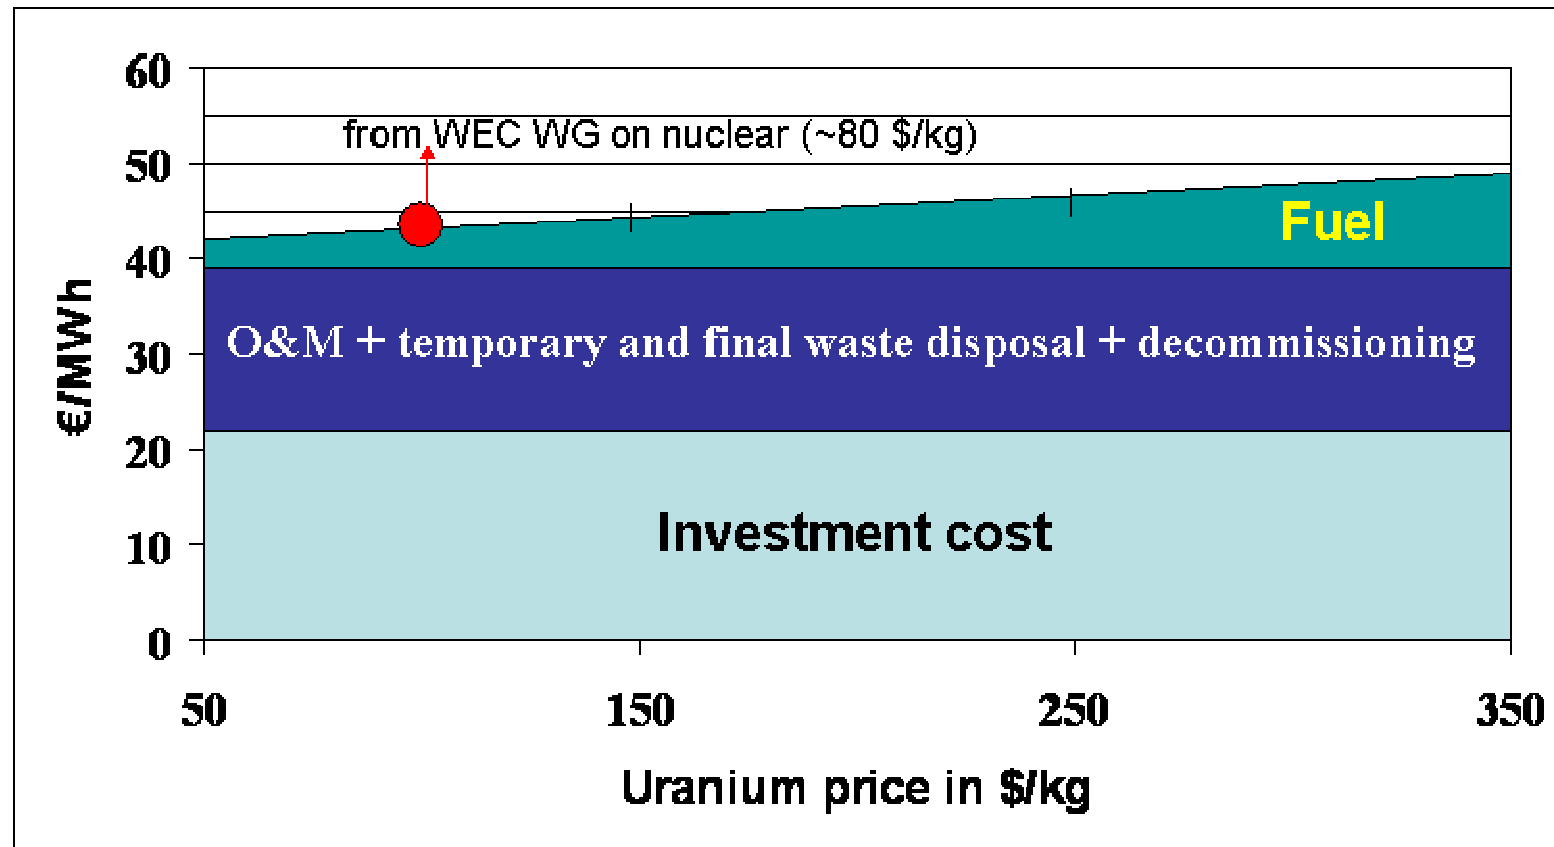 60
from WEC WG on nuclear (~80 $/kg)
50
Fuel
40
€/MWh
O&M + temporary and final waste disposal + decommissioning
30
20
Investment cost
10
0
50 150 250 350
Uranium price in $/kg